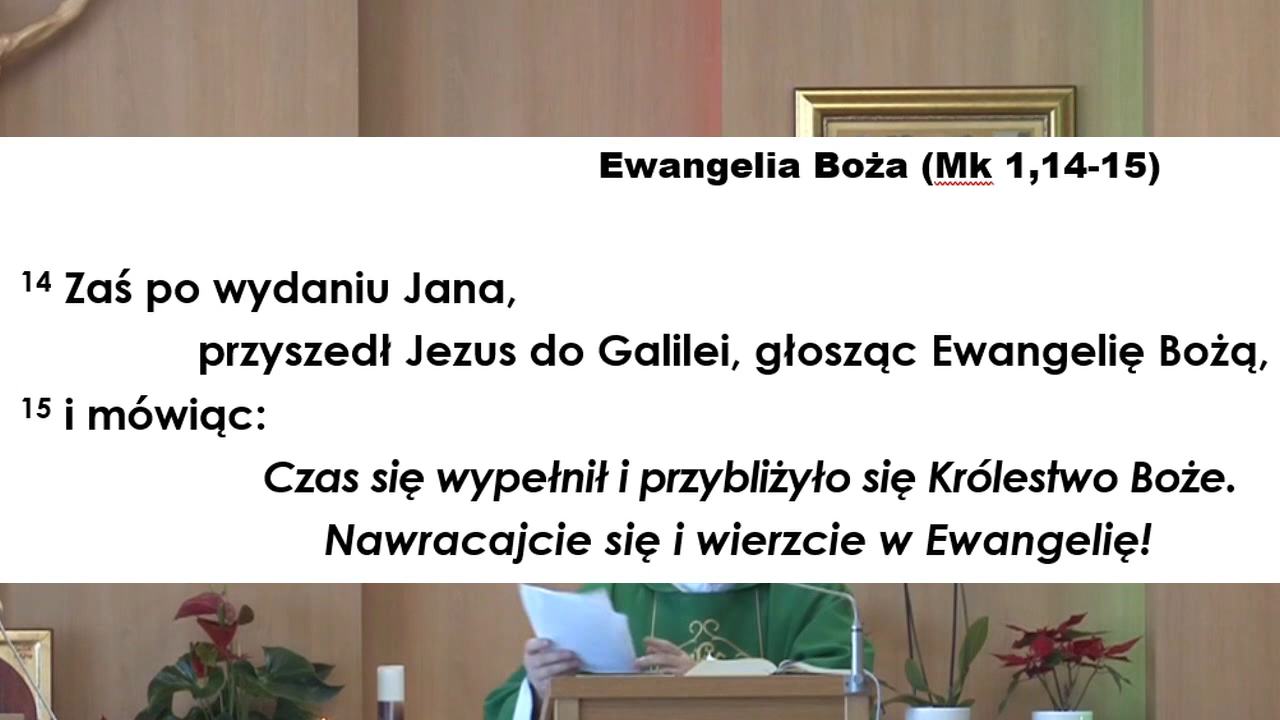 Ewangelia Boża (Mk 1,14-15)
14 Zaś po wydaniu Jana,
przyszedł Jezus do Galilei, głosząc Ewangelię Bożą,
15 i mówiąc:
Czas się wypełnił i przybliżyło się Królestwo Boże.
Nawracajcie się i wierzcie w Ewangelię!